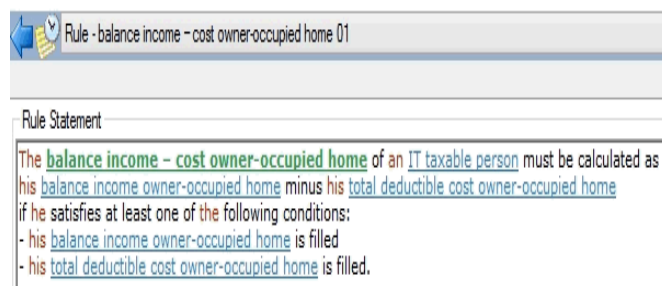 Rule - balance income – cost owner-occupied home 01
Rule Statement
The balance income – cost owner-occupied home of an IT taxable person must be calculated as
his balance income owner-occupied home minus his total deductible cost owner-occupied home
if he satisfies at least one of the following conditions:
- his balance income owner-occupied home is filled
- his total deductible cost owner-occupied home is filled.